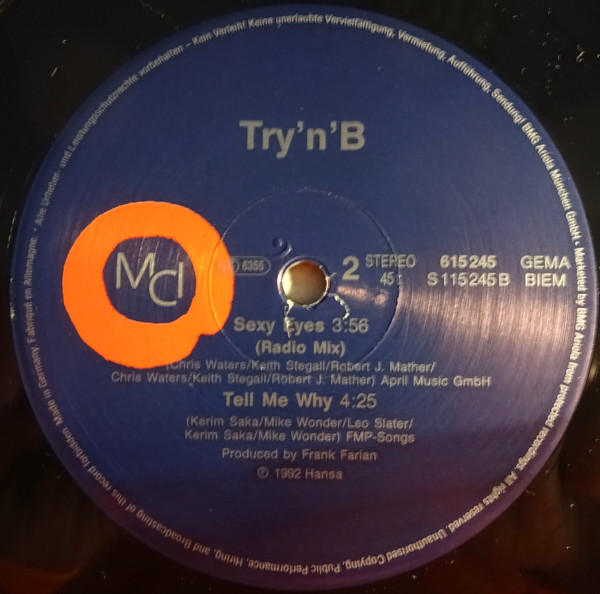 Alle Urheber- und Leistungsschutzrechte vorbehalten – Kein Verleih! Keine unerlaubte Vervielfältigung, Vermietung, Aufführung, Sendung! BMG Ariola München GmbH • Marketed by BMG Ariola
from protected recordings. All rights reserved. Unauthorised Copying, Public Performance, Hiring, and Broadcasting of this record forbidden. Made in Germany. Fabriqué en Allemagne. •
Try'n'B
MCI
6355
2
STEREO
45
615245
S 115 245 B
GEMA
BIEM
Sexy Eyes 3:56
(Radio Mix)
(Chris Waters/Keith Stegall/Robert J. Mather/
Chris Waters/Keith Stegall/Robert J. Mather) April Music GmbH
Tell Me Why 4:25
(Kerim Saka/Mike Wonder/Leo Slater/
Kerim Saka/Mike Wonder) FMP-Songs
Produced by Frank Farian
℗ 1992 Hansa